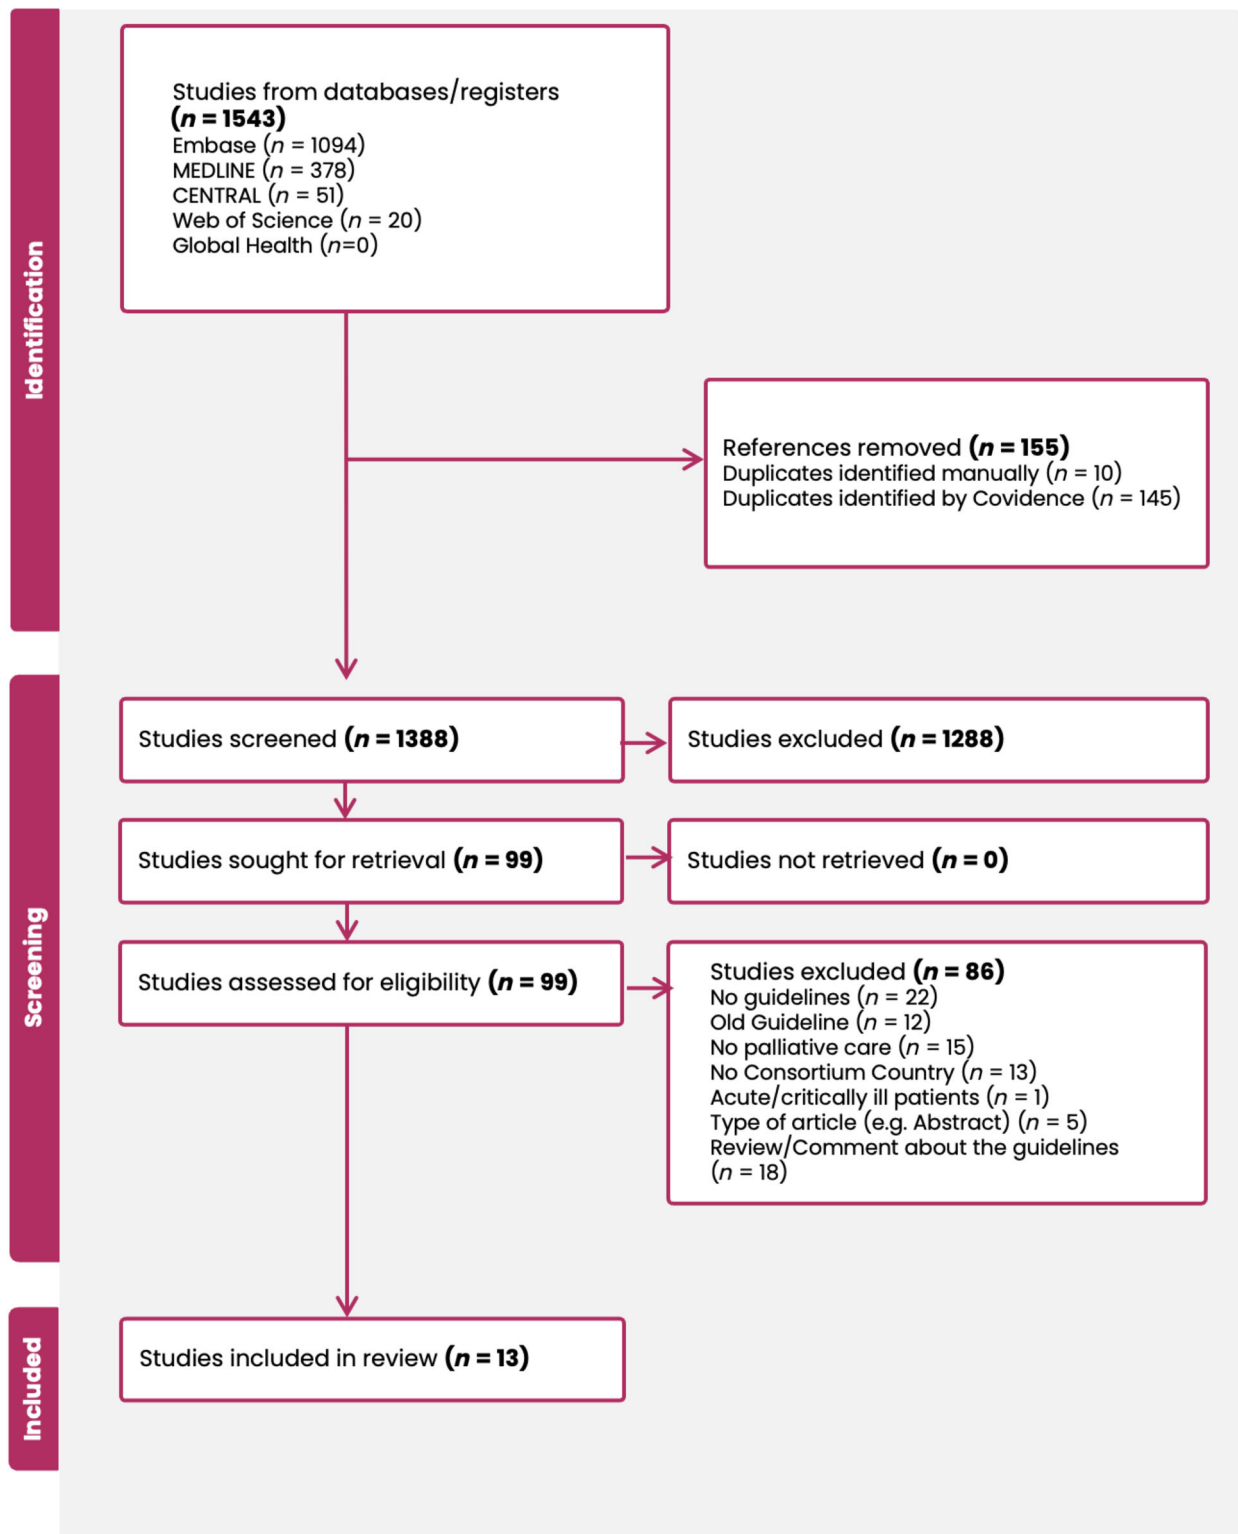 Identification
Studies from databases/registers
(n = 1543)
Embase (n = 1094)
MEDLINE (n = 378)
CENTRAL (n = 51)
Web of Science (n = 20)
Global Health (n=0)
References removed (n = 155)
Duplicates identified manually (n = 10)
Duplicates identified by Covidence (n = 145)
Screening
Studies screened (n = 1388)
Studies excluded (n = 1288)
Studies sought for retrieval (n = 99)
Studies not retrieved (n = 0)
Studies assessed for eligibility (n = 99)
Studies excluded (n = 86)
No guidelines (n = 22)
Old Guideline (n = 12)
No palliative care (n = 15)
No Consortium Country (n = 13)
Acute/critically ill patients (n = 1)
Type of article (e.g. Abstract) (n = 5)
Review/Comment about the guidelines
(n = 18)
Included
Studies included in review (n = 13)